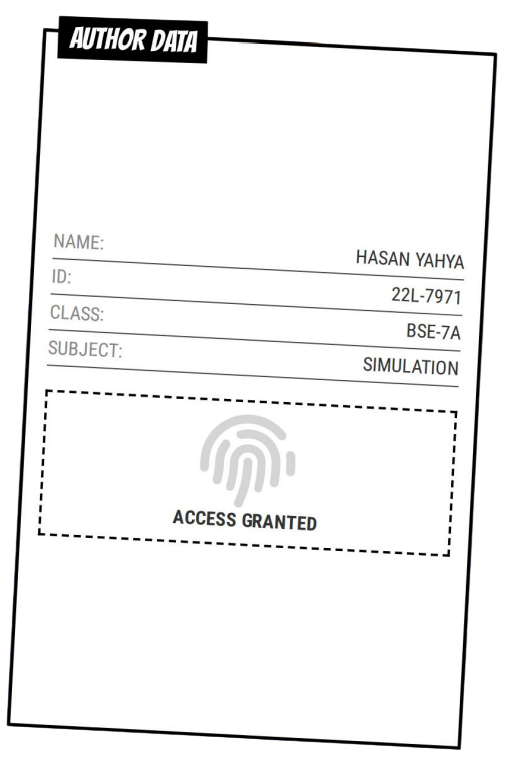 AUTHOR DATA
NAME: HASAN YAHYA
ID: 22L-7971
CLASS: BSE-7A
SUBJECT: SIMULATION
ACCESS GRANTED